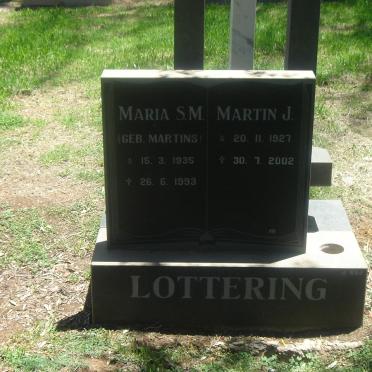 MARIA S.M.
(GEB. MARTINS)
* 15. 3. 1935
✝ 26. 6. 1993
MARTIN J.
* 20. 11. 1927
✝ 30. 7. 2002
LOTTERING